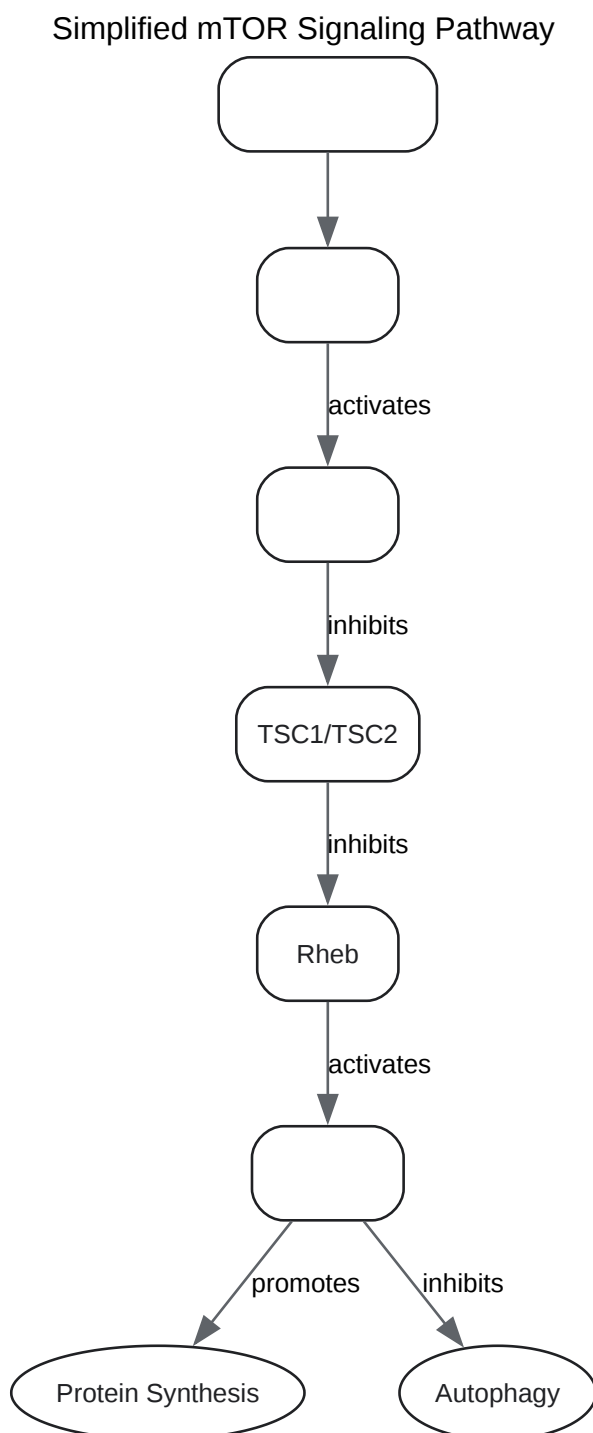 Simplified mTOR Signaling Pathway
activates
inhibits
TSC1/TSC2
inhibits
Rheb
activates
promotes
inhibits
Protein Synthesis
Autophagy